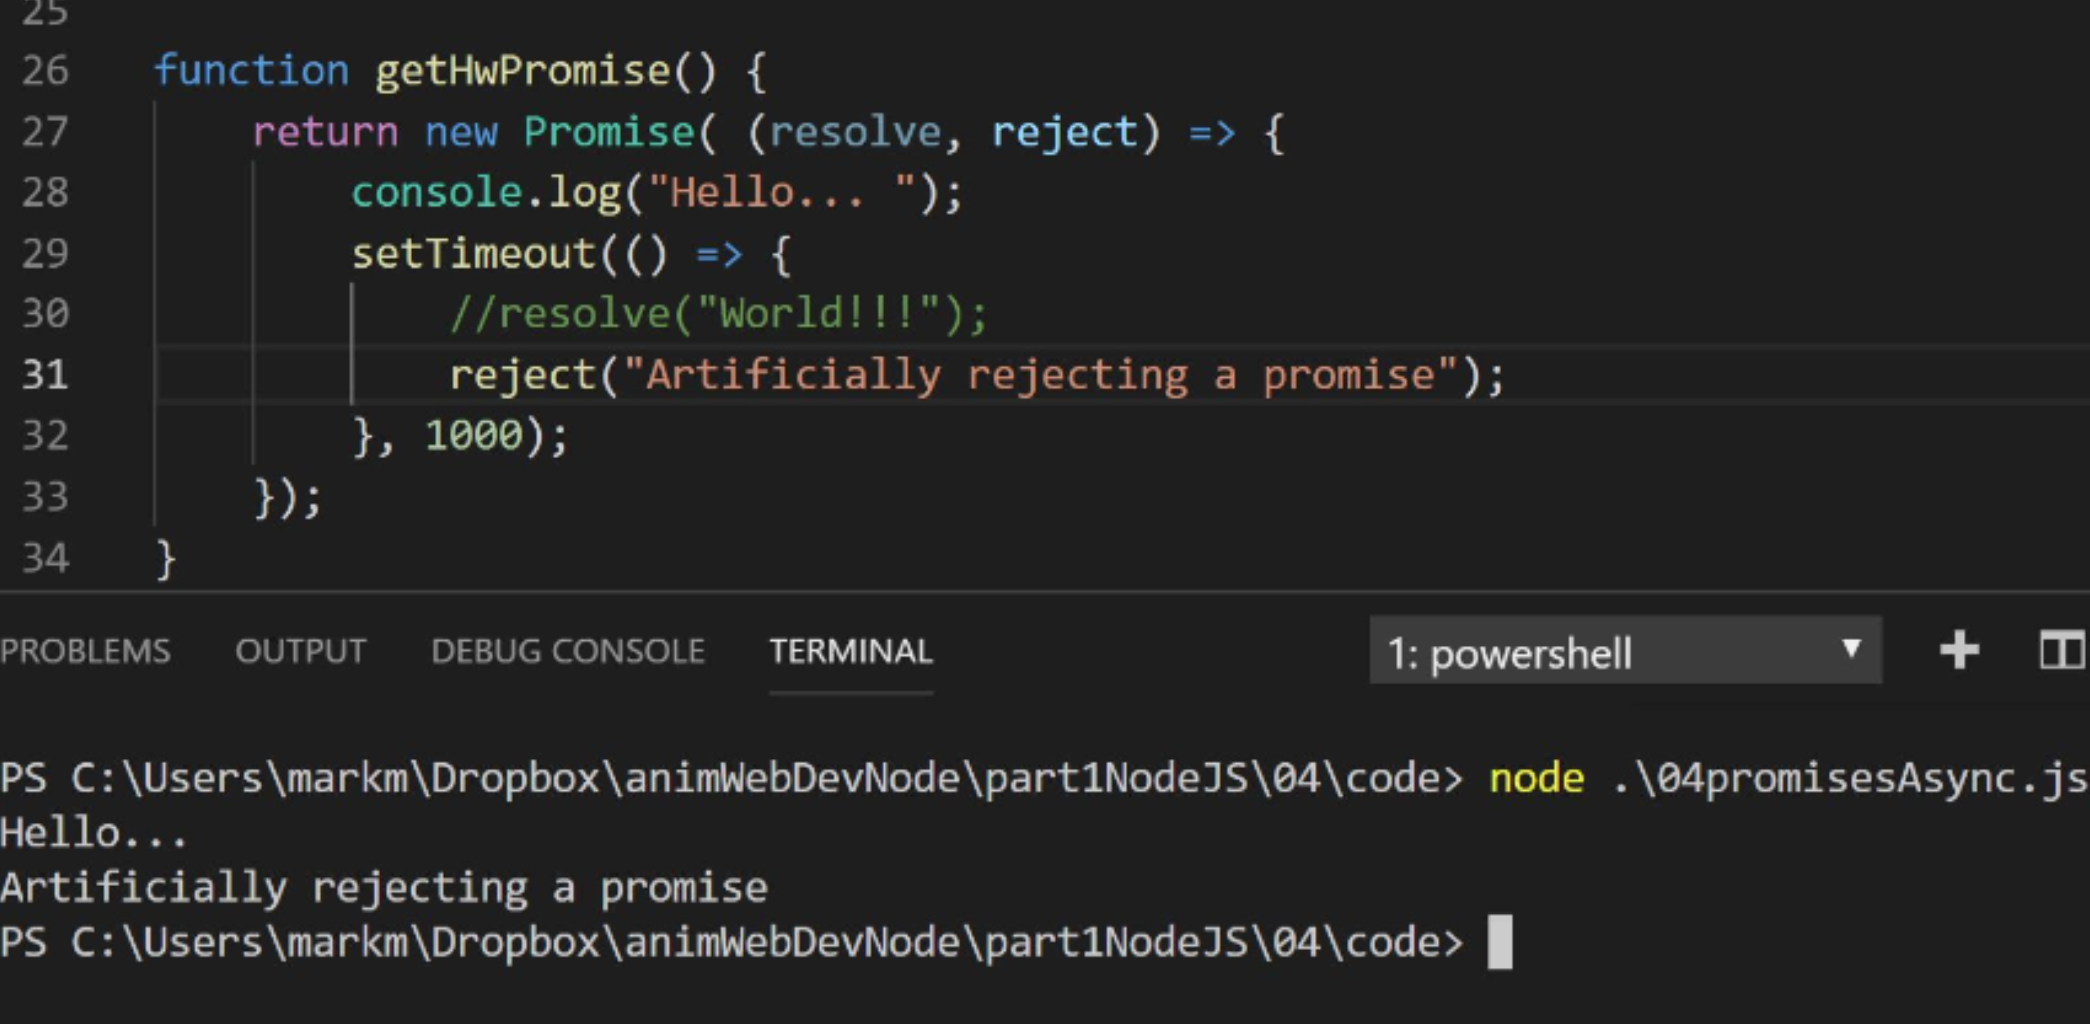 25
26 function getHwPromise() {
27 return new Promise( (resolve, reject) => {
28 console.log("Hello... ");
29 setTimeout(() => {
30 //resolve("World!!!");
31 reject("Artificially rejecting a promise");
32 }, 1000);
33 });
34 }
PROBLEMS OUTPUT DEBUG CONSOLE TERMINAL 1: powershell
PS C:\Users\markm\Dropbox\animWebDevNode\part1NodeJS\04\code> node .\04promisesAsync.js
Hello...
Artificially rejecting a promise
PS C:\Users\markm\Dropbox\animWebDevNode\part1NodeJS\04\code>